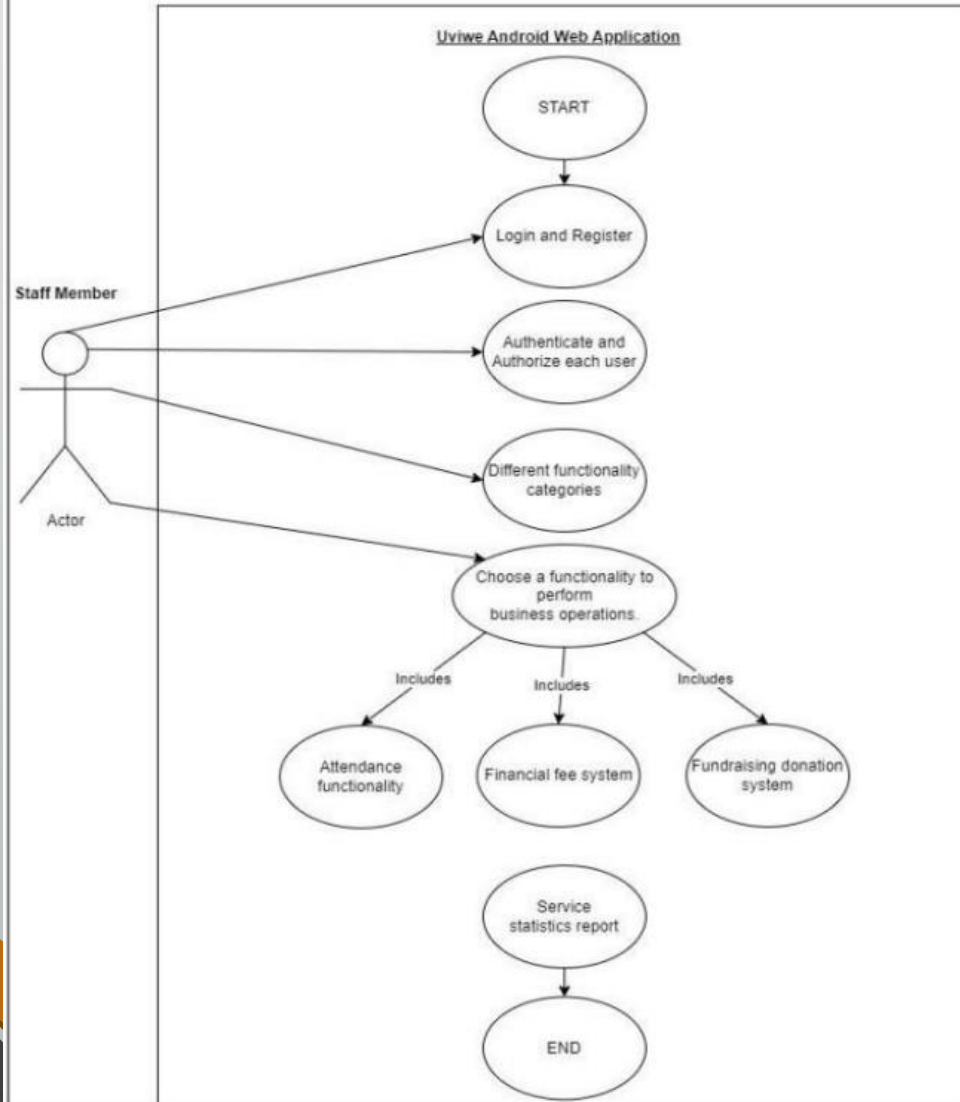 Uviwe Android Web Application
START
Login and Register
Staff Member
Authenticate and
Authorize each user
Different functionality
categories
Actor
Choose a functionality to
perform
business operations.
Includes
Includes
Includes
Attendance
functionality
Financial fee system
Fundraising donation
system
Service
statistics report
END